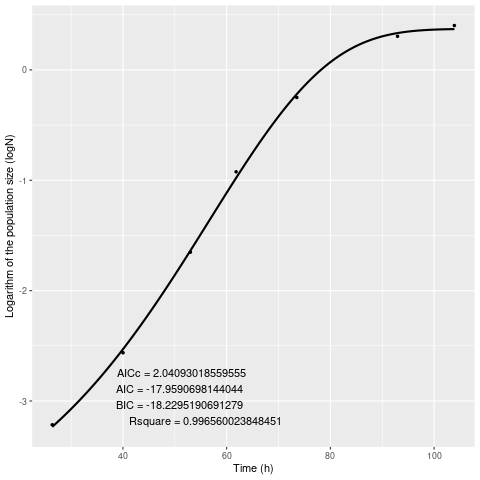 Logarithm of the population size (logN)
0
-1
-2
-3
AICc = 2.04093018559555
AIC = -17.9590698144044
BIC = -18.2295190691279
Rsquare = 0.996560023848451
40
60
80
100
Time (h)